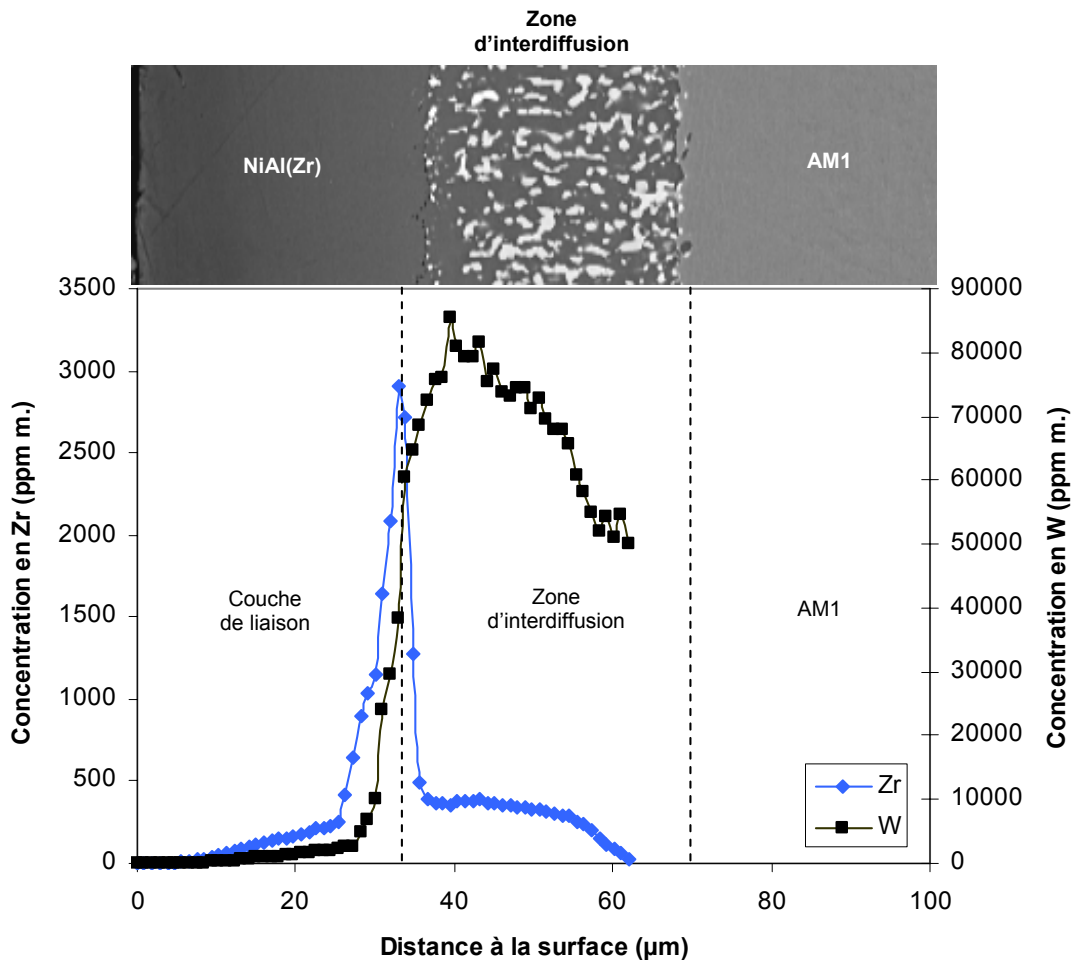 Zone
d'interdiffusion
NiAl(Zr)
AM1
3500
3000
2500
2000
1500
1000
500
0
90000
80000
70000
60000
50000
40000
30000
20000
10000
0
Concentration en Zr (ppm m.)
Concentration en W (ppm m.)
Couche
de liaison
Zone
d'interdiffusion
AM1
Zr
W
0
20
40
60
80
100
Distance à la surface (µm)